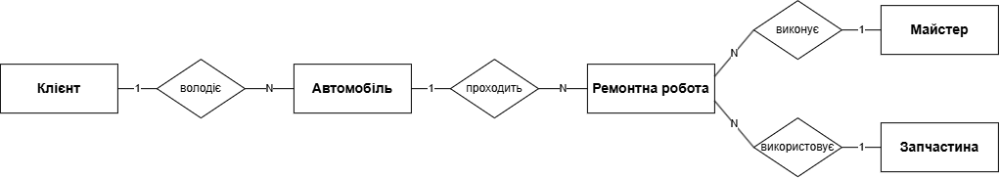 виконує
1
Майстер
N
Клієнт
1
володіє
N
Автомобіль
1
проходить
N
Ремонтна робота
N
використовує
1
Запчастина